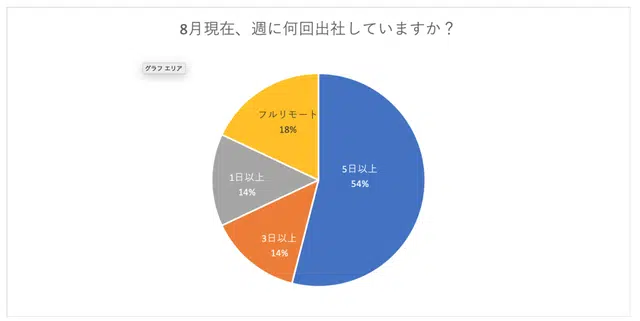 8月現在、週に何回出社していますか？
グラフ エリア
フルリモート
18%
5日以上
54%
1日以上
14%
3日以上
14%